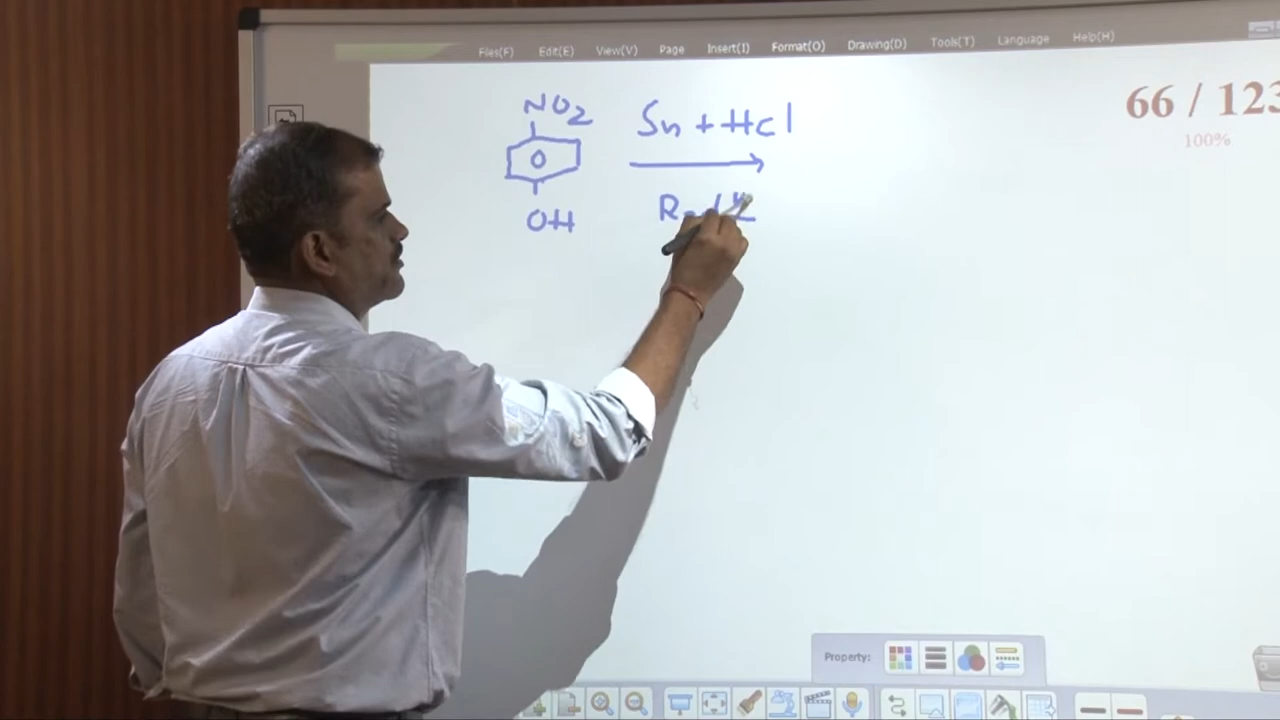 Files(F) Edit(E) View(V) Page Insert(I) Format(O) Drawing(D) Tools(T) Language Help(H)
66 / 123
100%
NO2
Sn + HCl
OH
Property: